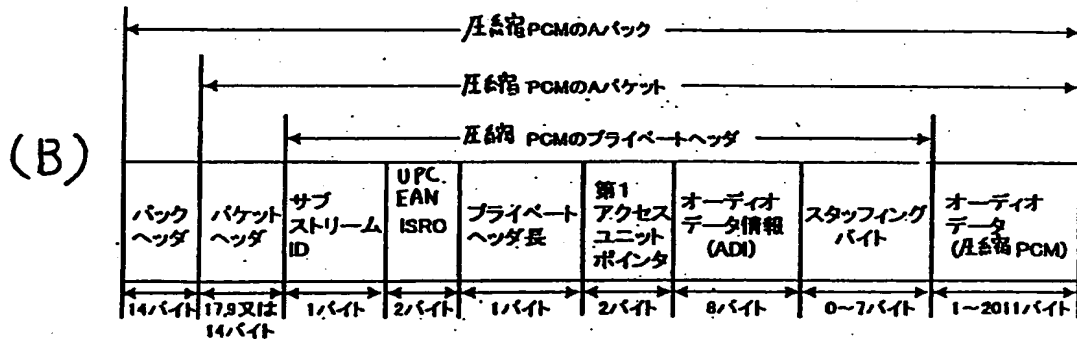 圧縮PCMのAパック
圧縮PCMのAパケット
圧縮 PCMのプライベートヘッダ
(B)
パック
ヘッダ
パケット
ヘッダ
サブ
ストリーム
ID
UPC.
EAN
ISRO
プライベート
ヘッダ長
第1
アクセス
ユニット
ポインタ
オーディオ
データ情報
(ADI)
スタッフィング
バイト
オーディオ
データ
(圧縮PCM)
14バイト
17,9又は
14バイト
1バイト
2バイト
1バイト
2バイト
8バイト
0〜7バイト
1〜2011バイト